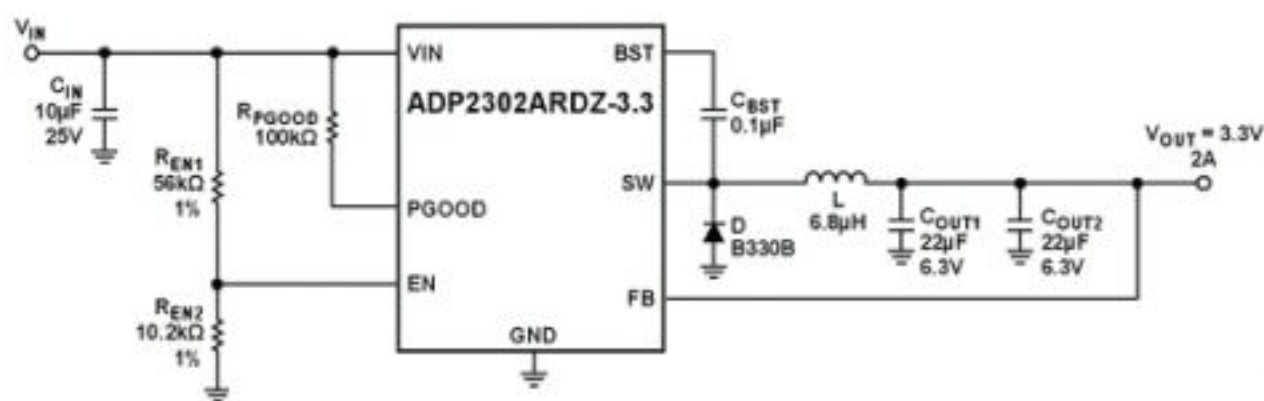 VIN
CIN
10µF
25V
REN1
56kΩ
1%
REN2
10.2kΩ
1%
RPGOOD
100kΩ
VIN
BST
ADP2302ARDZ-3.3
SW
PGOOD
EN
FB
GND
CBST
0.1µF
D
B330B
L
6.8µH
COUT1
22µF
6.3V
COUT2
22µF
6.3V
VOUT = 3.3V
2A